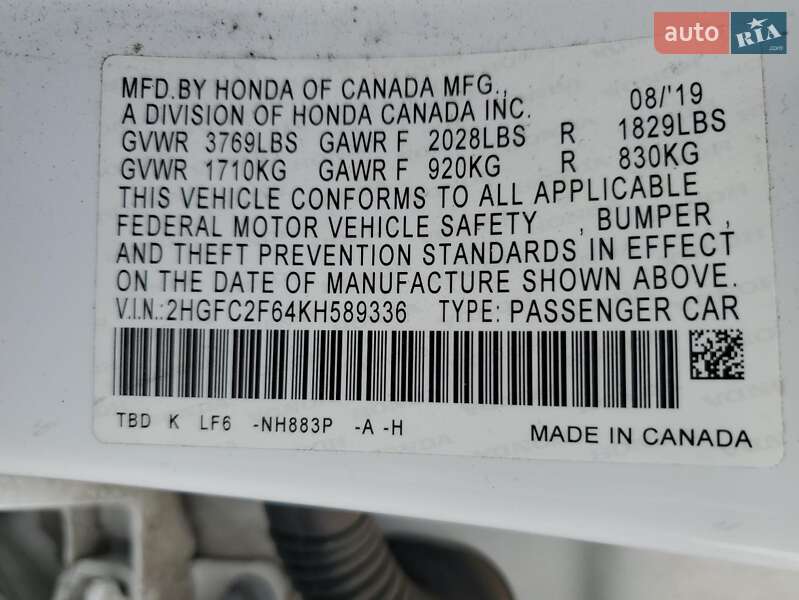 auto RIA
.com
MFD.BY HONDA OF CANADA MFG., 08/'19
A DIVISION OF HONDA CANADA INC.
GVWR 3769LBS GAWR F 2028LBS R 1829LBS
GVWR 1710KG GAWR F 920KG R 830KG
THIS VEHICLE CONFORMS TO ALL APPLICABLE
FEDERAL MOTOR VEHICLE SAFETY , BUMPER ,
AND THEFT PREVENTION STANDARDS IN EFFECT
ON THE DATE OF MANUFACTURE SHOWN ABOVE.
V.I.N.:2HGFC2F64KH589336 TYPE: PASSENGER CAR
TBD K LF6 -NH883P -A -H
MADE IN CANADA